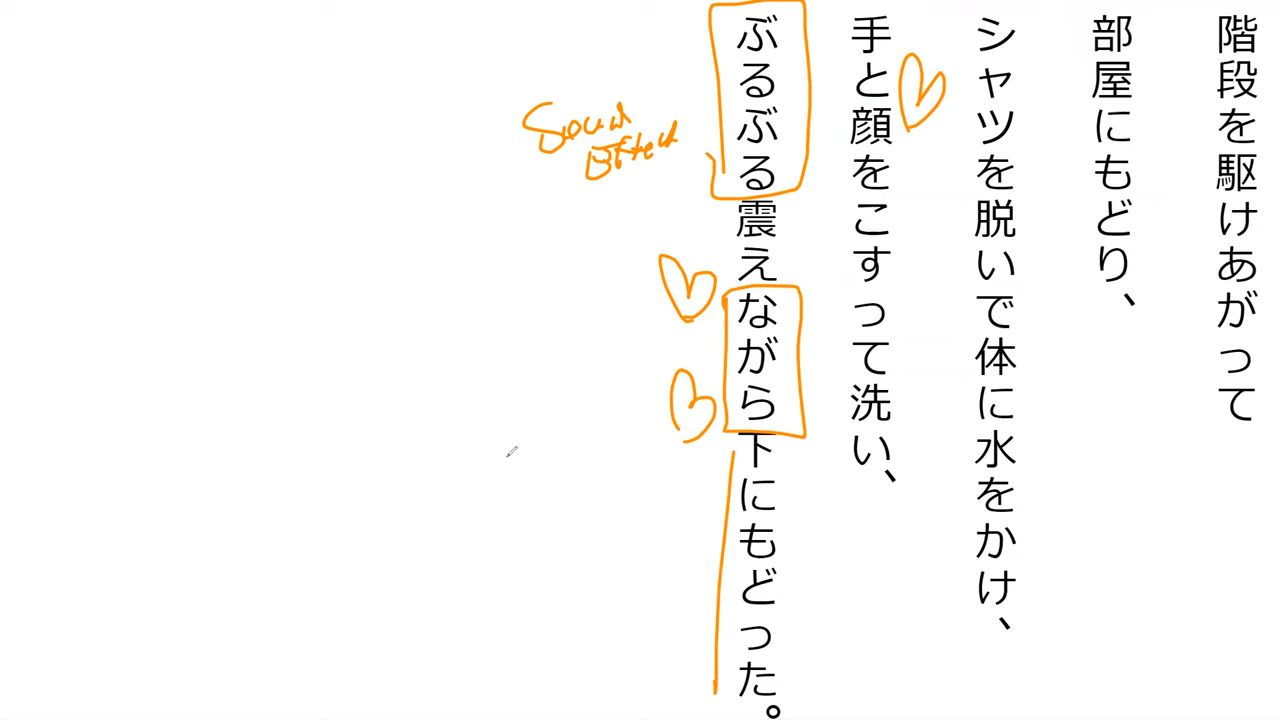 階段を駆けあがって
部屋にもどり、
シャツを脱いで体に水をかけ、
手と顔をこすって洗い、
ぶるぶる震えながら下にもどった。
Sound
Effect